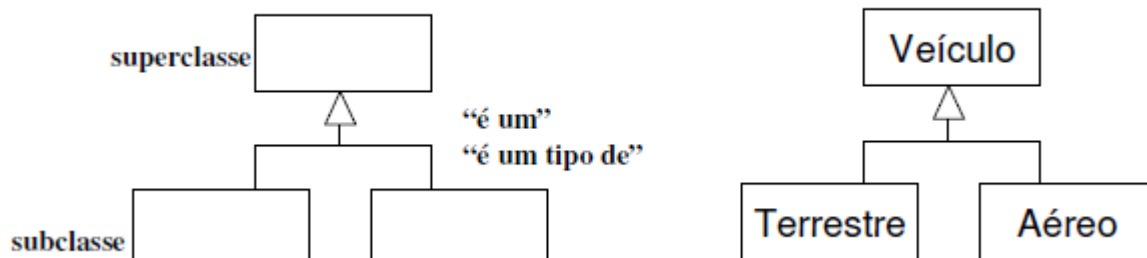 superclasse
“é um”
“é um tipo de”
subclasse
Veículo
Terrestre
Aéreo